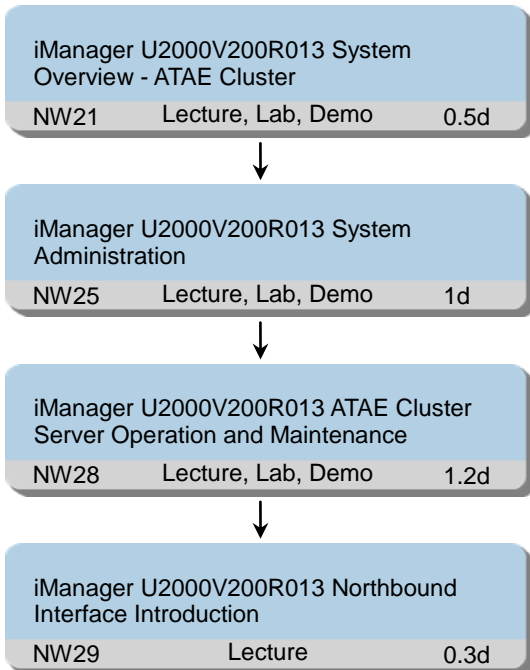 iManager U2000V200R013 System
Overview - ATAE Cluster
NW21 Lecture, Lab, Demo 0.5d
iManager U2000V200R013 System
Administration
NW25 Lecture, Lab, Demo 1d
iManager U2000V200R013 ATAE Cluster
Server Operation and Maintenance
NW28 Lecture, Lab, Demo 1.2d
iManager U2000V200R013 Northbound
Interface Introduction
NW29 Lecture 0.3d